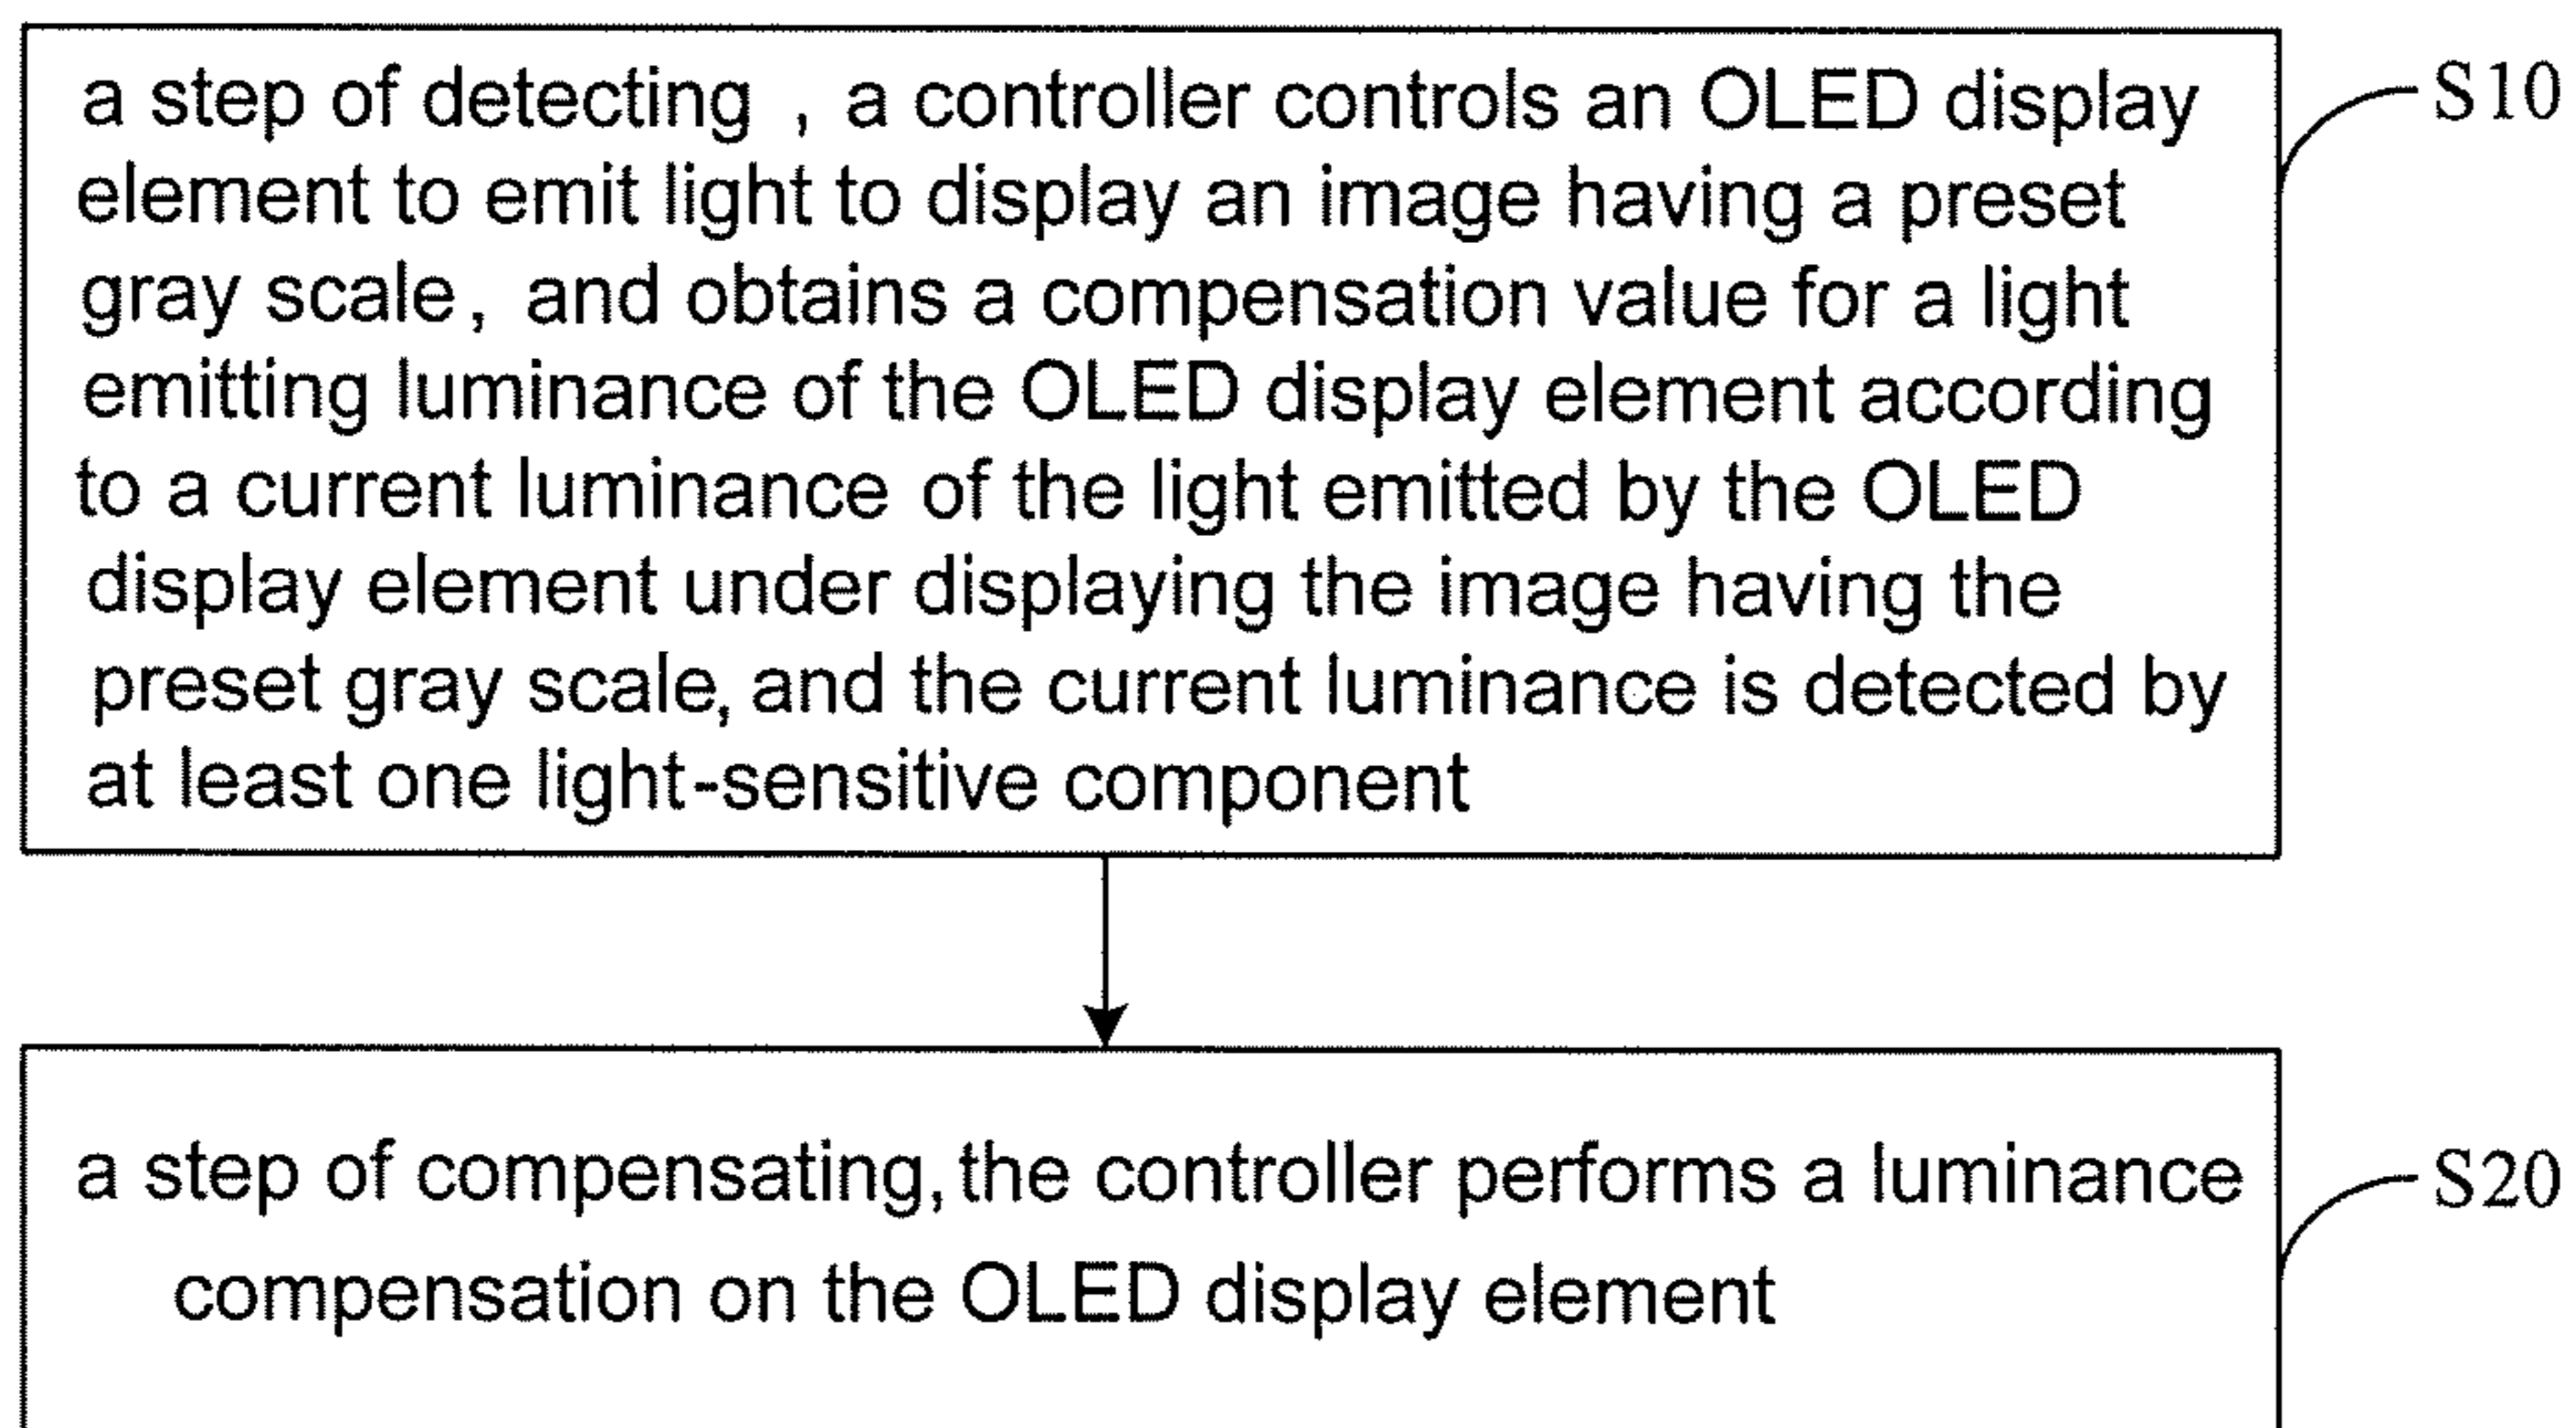 a step of detecting , a controller controls an OLED display
element to emit light to display an image having a preset
gray scale, and obtains a compensation value for a light
emitting luminance of the OLED display element according
to a current luminance of the light emitted by the OLED
display element under displaying the image having the
preset gray scale, and the current luminance is detected by
at least one light-sensitive component
S10
a step of compensating, the controller performs a luminance
compensation on the OLED display element
S20